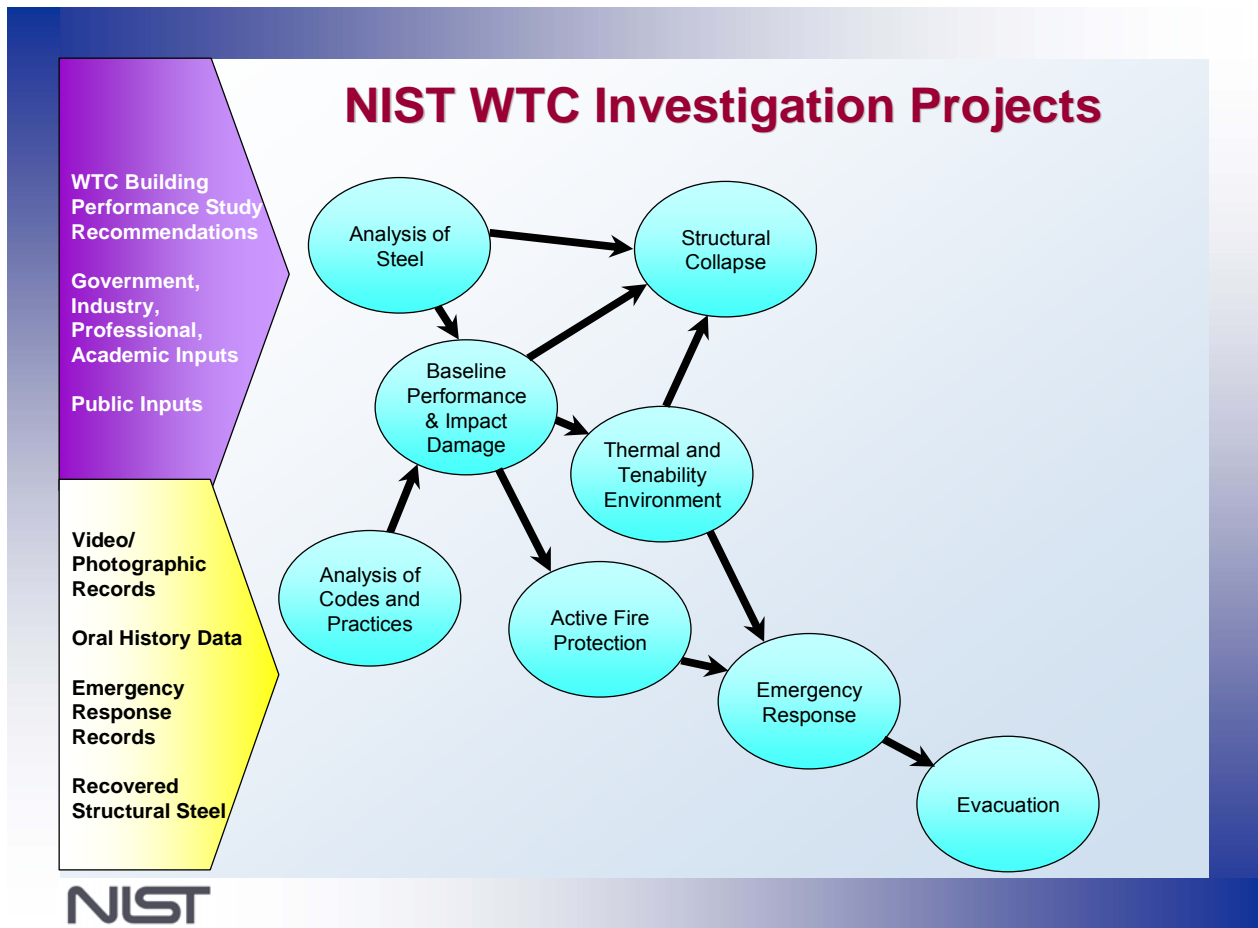 NIST WTC Investigation Projects
WTC Building
Performance Study
Recommendations
Government,
Industry,
Professional,
Academic Inputs
Public Inputs
Video/
Photographic
Records
Oral History Data
Emergency
Response
Records
Recovered
Structural Steel
Analysis of
Steel
Structural
Collapse
Baseline
Performance
& Impact
Damage
Thermal and
Tenability
Environment
Analysis of
Codes and
Practices
Active Fire
Protection
Emergency
Response
Evacuation
NIST